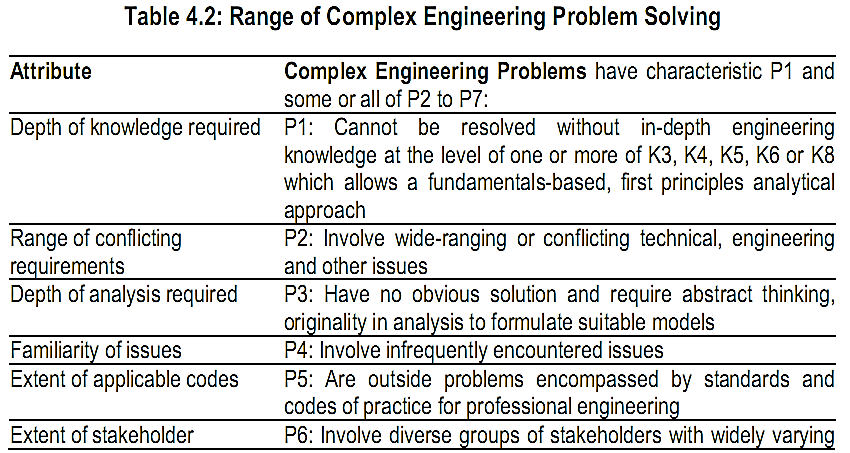 Table 4.2: Range of Complex Engineering Problem Solving
Attribute
Complex Engineering Problems have characteristic P1 and
some or all of P2 to P7:
Depth of knowledge required
P1: Cannot be resolved without in-depth engineering
knowledge at the level of one or more of K3, K4, K5, K6 or K8
which allows a fundamentals-based, first principles analytical
approach
Range of conflicting
requirements
P2: Involve wide-ranging or conflicting technical, engineering
and other issues
Depth of analysis required
P3: Have no obvious solution and require abstract thinking,
originality in analysis to formulate suitable models
Familiarity of issues
P4: Involve infrequently encountered issues
Extent of applicable codes
P5: Are outside problems encompassed by standards and
codes of practice for professional engineering
Extent of stakeholder
P6: Involve diverse groups of stakeholders with widely varying